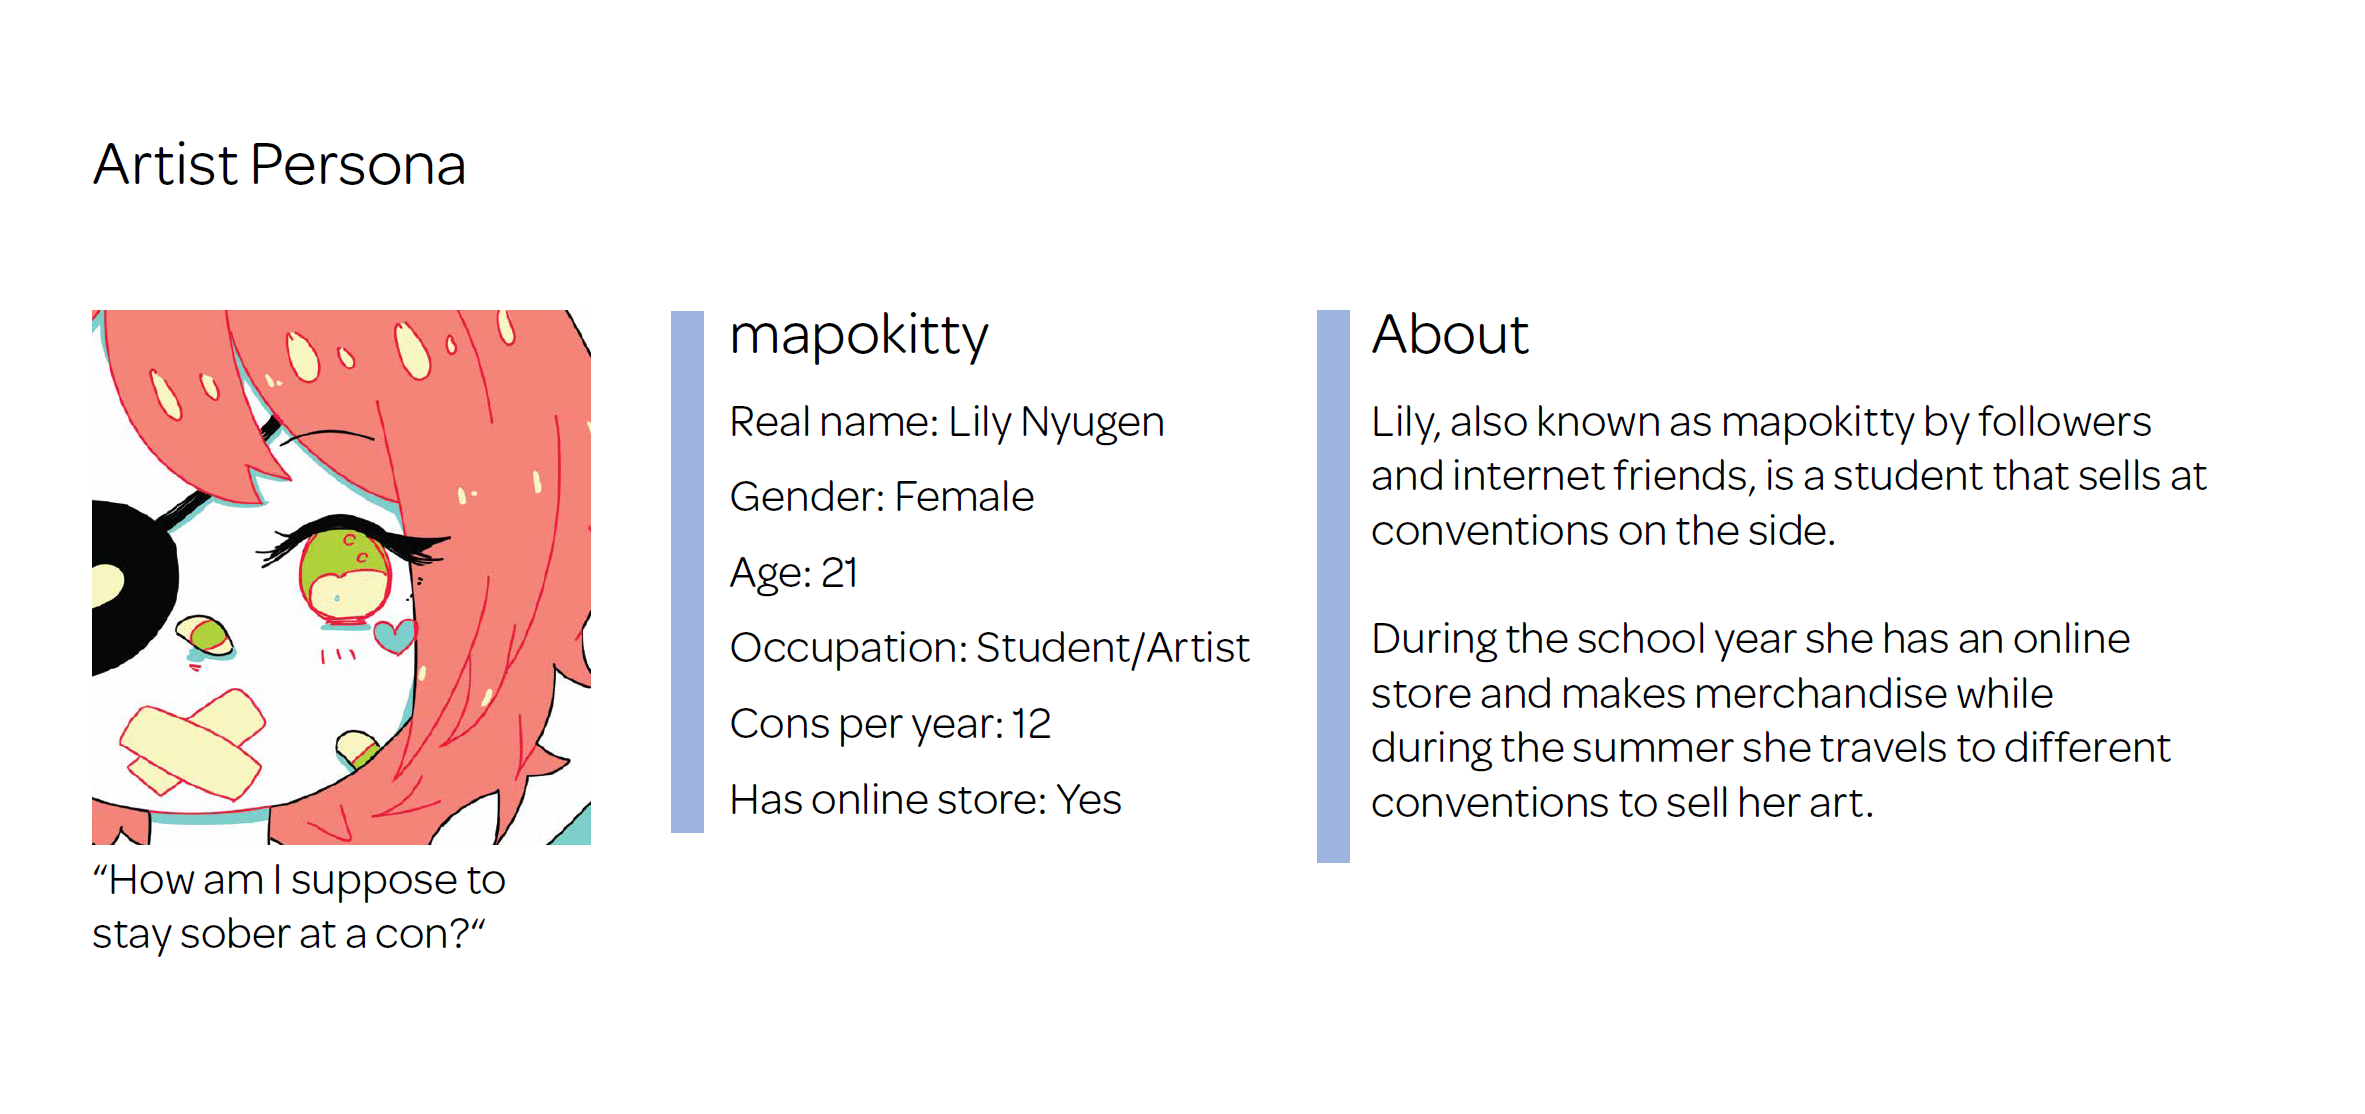 Artist Persona
“How am I suppose to
stay sober at a con?“
mapokitty
Real name: Lily Nyugen
Gender: Female
Age: 21
Occupation: Student/Artist
Cons per year: 12
Has online store: Yes
About
Lily, also known as mapokitty by followers
and internet friends, is a student that sells at
conventions on the side.
During the school year she has an online
store and makes merchandise while
during the summer she travels to different
conventions to sell her art.